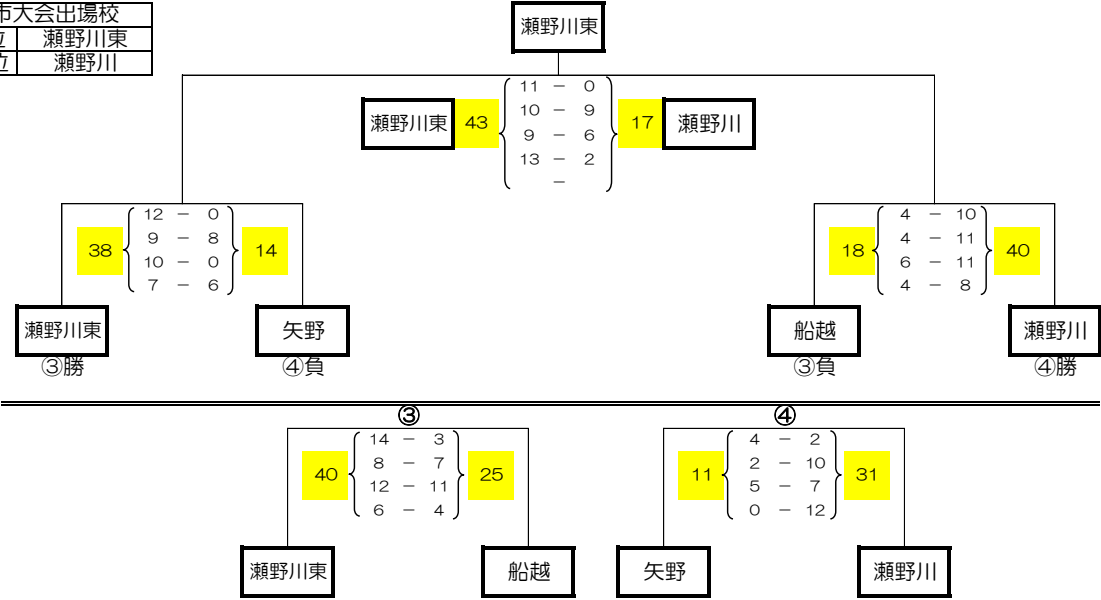 市大会出場校
位 瀬野川東
位 瀬野川
瀬野川東
瀬野川東 43 17 瀬野川
11 − 0
10 − 9
9 − 6
13 − 2
−
38 14
12 − 0
9 − 8
10 − 0
7 − 6
18 40
4 − 10
4 − 11
6 − 11
4 − 8
瀬野川東 矢野 船越 瀬野川
③勝 ④負 ③負 ④勝
③ ④
40 25
14 − 3
8 − 7
12 − 11
6 − 4
11 31
4 − 2
2 − 10
5 − 7
0 − 12
瀬野川東 船越 矢野 瀬野川